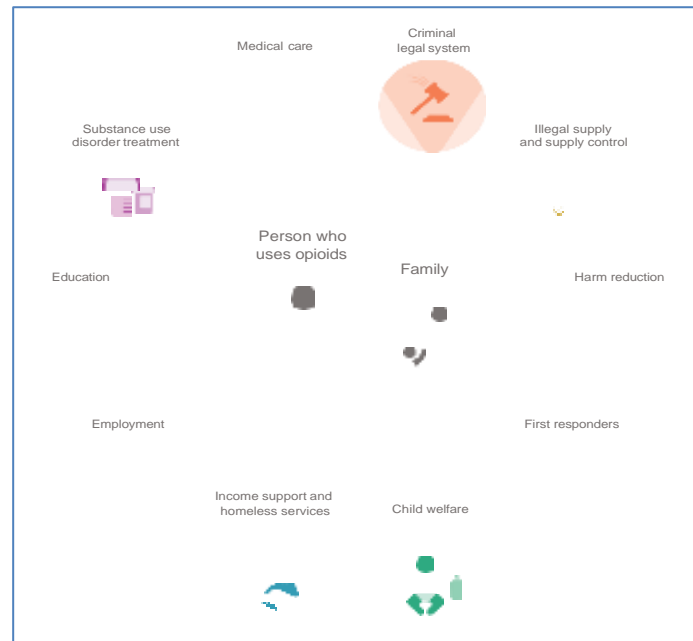 Medical care
Criminal
legal system
Substance use
disorder treatment
Illegal supply
and supply control
Person who
uses opioids
Family
Education
Harm reduction
Employment
First responders
Income support and
homeless services
Child welfare